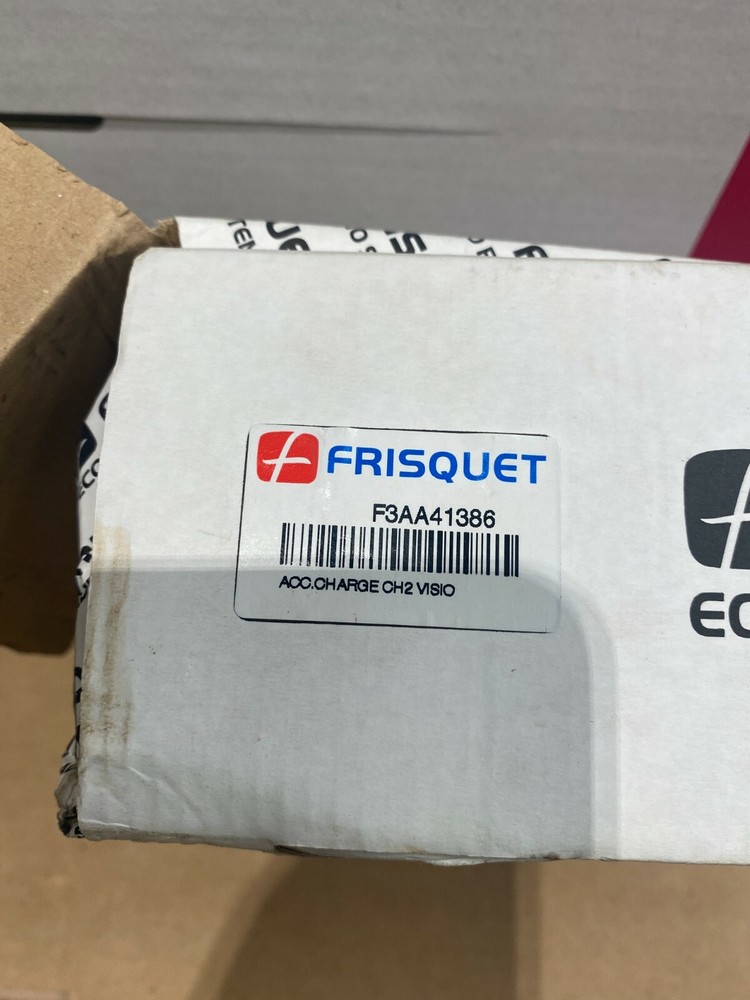 FRISQUET
F3AA41386
ACC.CHARGE CH2 VISIO